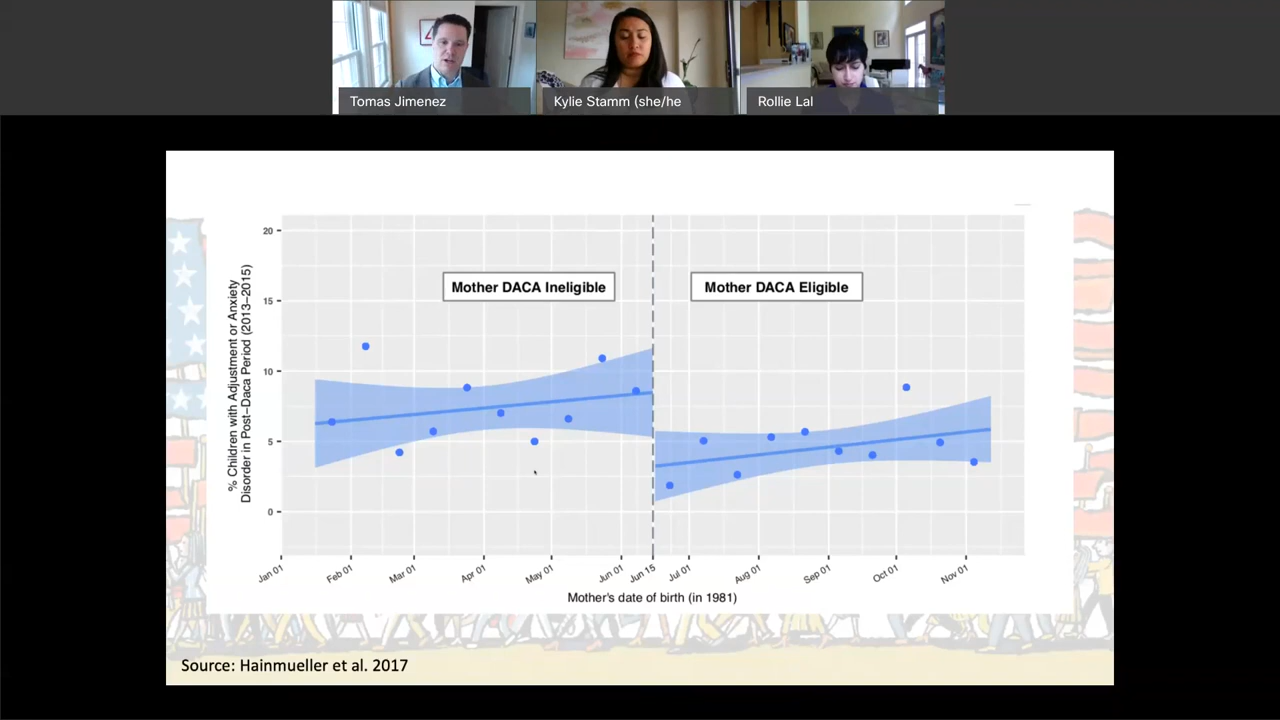 Tomas Jimenez
Kylie Stamm (she/he
Rollie Lal
% Children with Adjustment or Anxiety
Disorder in Post–Daca Period (2013–2015)
20
15
10
5
0
Mother DACA Ineligible
Mother DACA Eligible
Jan 01
Feb 01
Mar 01
Apr 01
May 01
Jun 01
Jun 15
Jul 01
Aug 01
Sep 01
Oct 01
Nov 01
Mother's date of birth (in 1981)
Source: Hainmueller et al. 2017